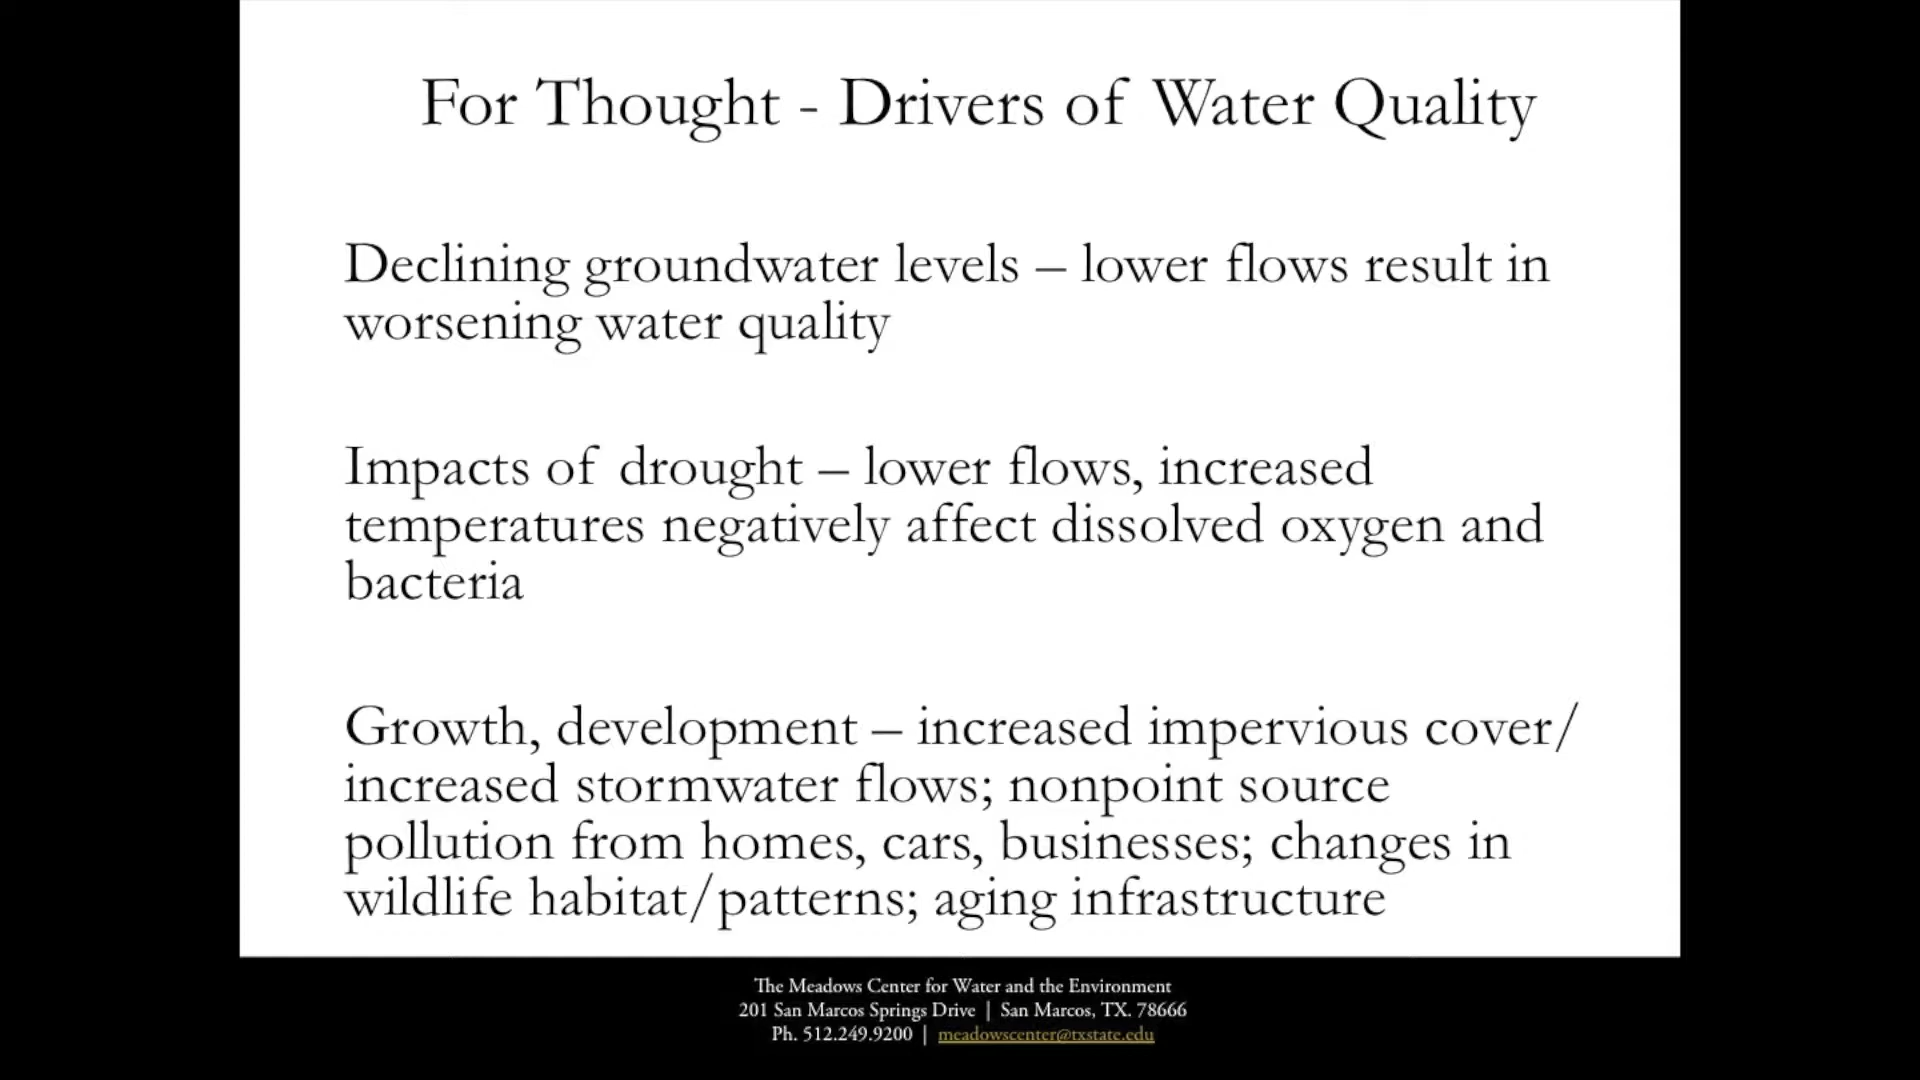 For Thought - Drivers of Water Quality
Declining groundwater levels – lower flows result in
worsening water quality
Impacts of drought – lower flows, increased
temperatures negatively affect dissolved oxygen and
bacteria
Growth, development – increased impervious cover/
increased stormwater flows; nonpoint source
pollution from homes, cars, businesses; changes in
wildlife habitat/patterns; aging infrastructure
The Meadows Center for Water and the Environment
201 San Marcos Springs Drive | San Marcos, TX. 78666
Ph. 512.249.9200 | meadowscenter@txstate.edu